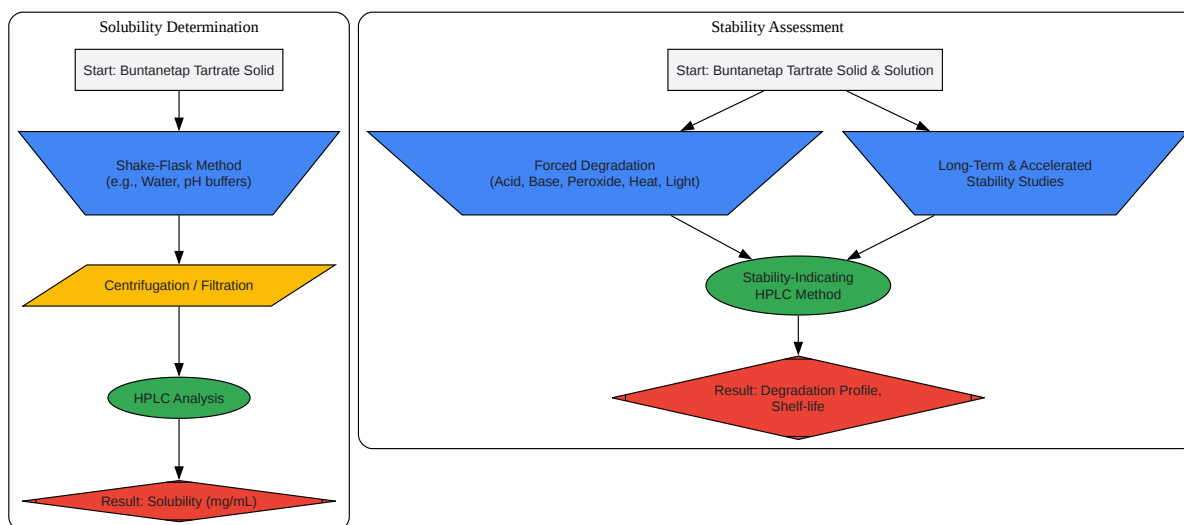 Solubility Determination
Start: Buntanetap Tartrate Solid
Shake-Flask Method
(e.g., Water, pH buffers)
Centrifugation / Filtration
HPLC Analysis
Result: Solubility (mg/mL)
Stability Assessment
Start: Buntanetap Tartrate Solid & Solution
Forced Degradation
(Acid, Base, Peroxide, Heat, Light)
Long-Term & Accelerated
Stability Studies
Stability-Indicating
HPLC Method
Result: Degradation Profile,
Shelf-life